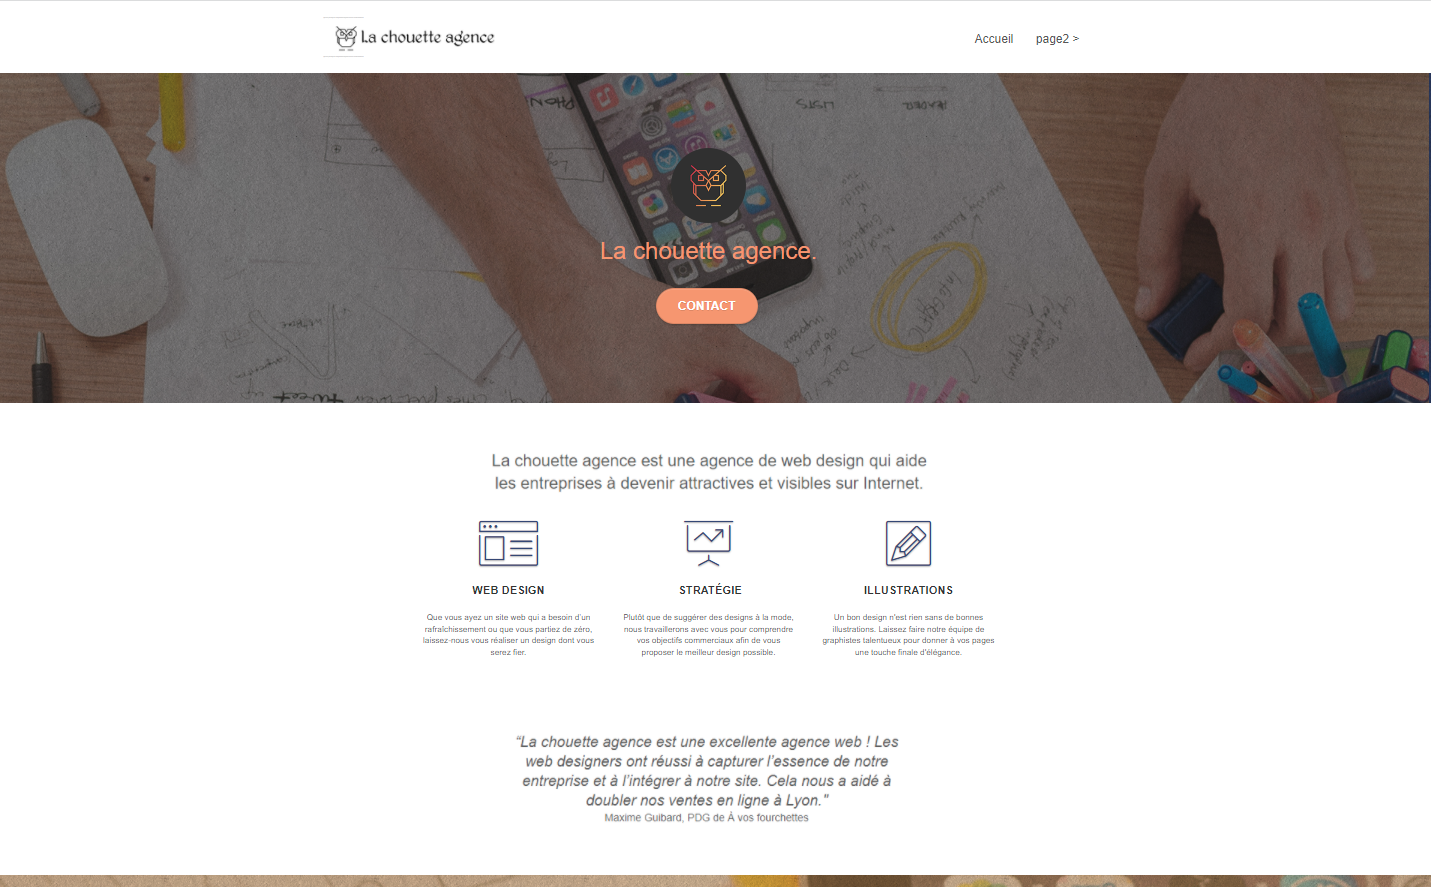 La chouette agence
Accueil page2 >
LISTS
HEADER
La chouette agence.
CONTACT
La chouette agence est une agence de web design qui aide
les entreprises à devenir attractives et visibles sur Internet.
WEB DESIGN
Que vous ayez un site web qui a besoin d'un
rafraîchissement ou que vous partiez de zéro,
laissez-nous vous réaliser un design dont vous
serez fier.
STRATÉGIE
Plutôt que de suggérer des designs à la mode,
nous travaillerons avec vous pour comprendre
vos objectifs commerciaux afin de vous
proposer le meilleur design possible.
ILLUSTRATIONS
Un bon design n'est rien sans de bonnes
illustrations. Laissez faire notre équipe de
graphistes talentueux pour donner à vos pages
une touche finale d'élégance.
“La chouette agence est une excellente agence web ! Les
web designers ont réussi à capturer l’essence de notre
entreprise et à l’intégrer à notre site. Cela nous a aidé à
doubler nos ventes en ligne à Lyon.”
Maxime Guibard, PDG de À vos fourchettes